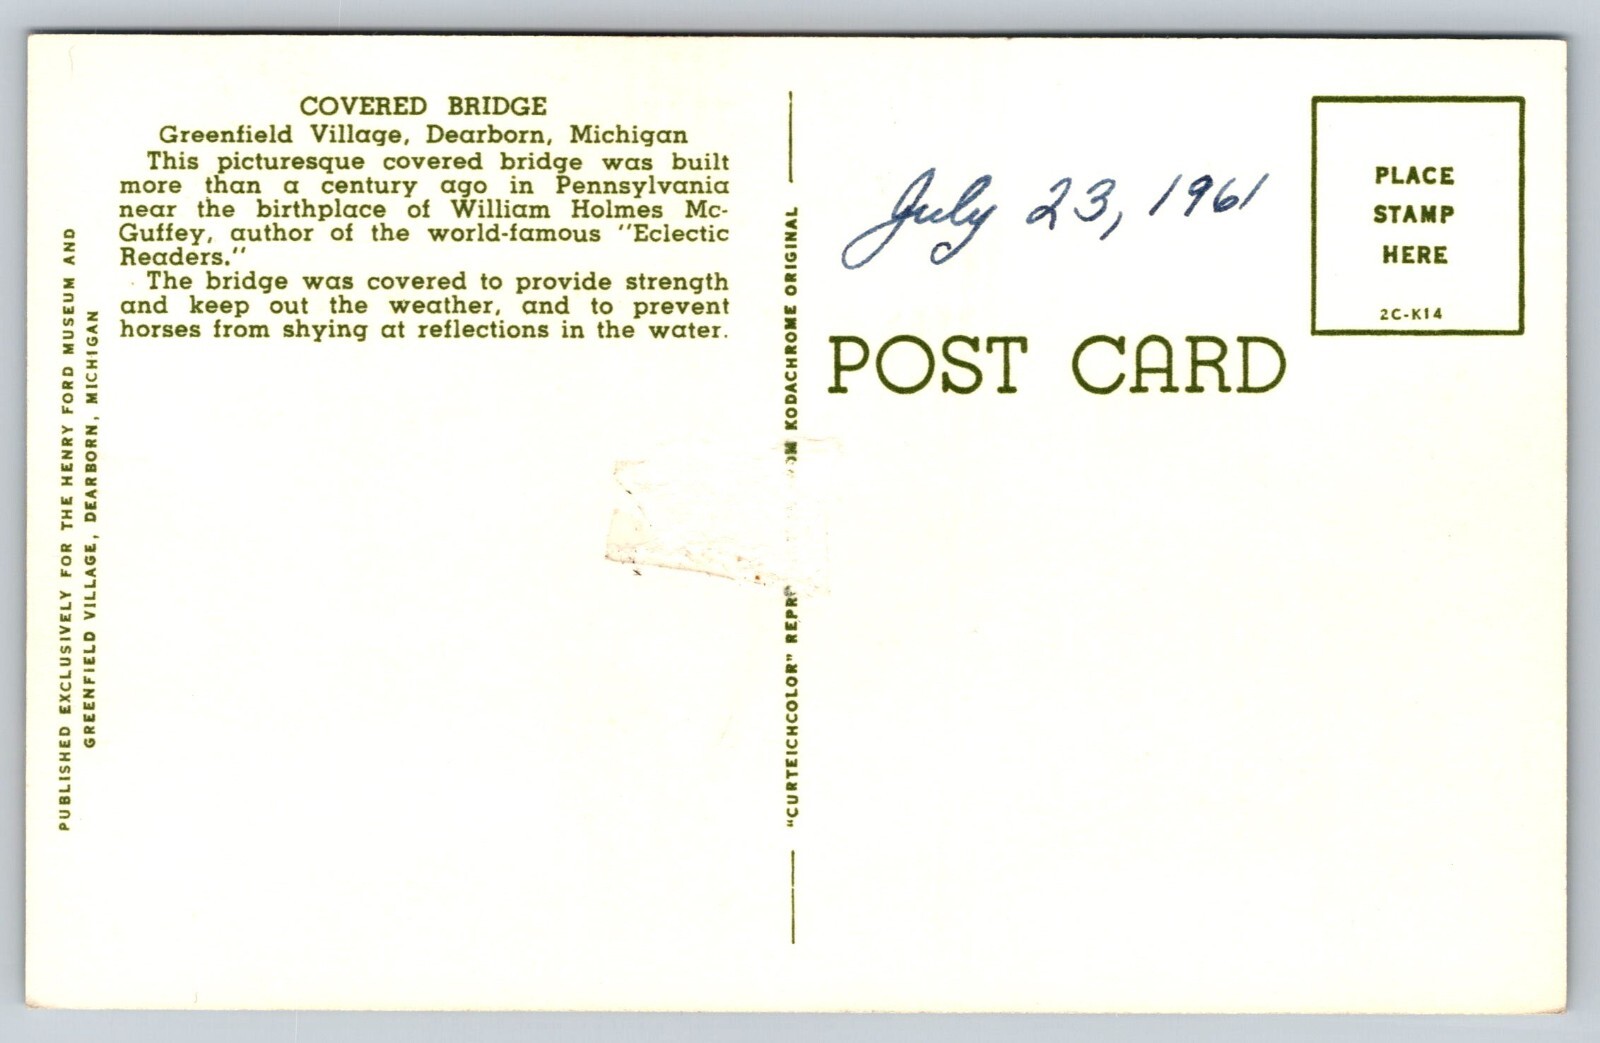 COVERED BRIDGE
Greenfield Village, Dearborn, Michigan
This picturesque covered bridge was built
more than a century ago in Pennsylvania
near the birthplace of William Holmes Mc-
Guffey, author of the world-famous "Eclectic
Readers."
The bridge was covered to provide strength
and keep out the weather, and to prevent
horses from shying at reflections in the water.
PUBLISHED EXCLUSIVELY FOR THE HENRY FORD MUSEUM AND
GREENFIELD VILLAGE, DEARBORN, MICHIGAN
"CURTEICHCOLOR" REPR OM KODACHROME ORIGINAL
July 23, 1961
POST CARD
PLACE
STAMP
HERE
2C-K14